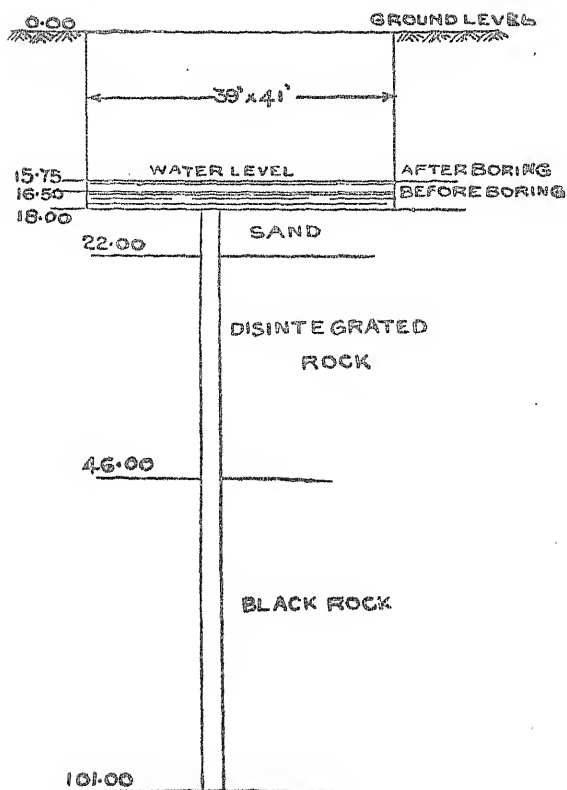 0.00 GROUND LEVEL
39' x 41'
15.75 WATER LEVEL AFTER BORING
16.50 BEFORE BORING
18.00
SAND
22.00
DISINTEGRATED
ROCK
46.00
BLACK ROCK
101.00